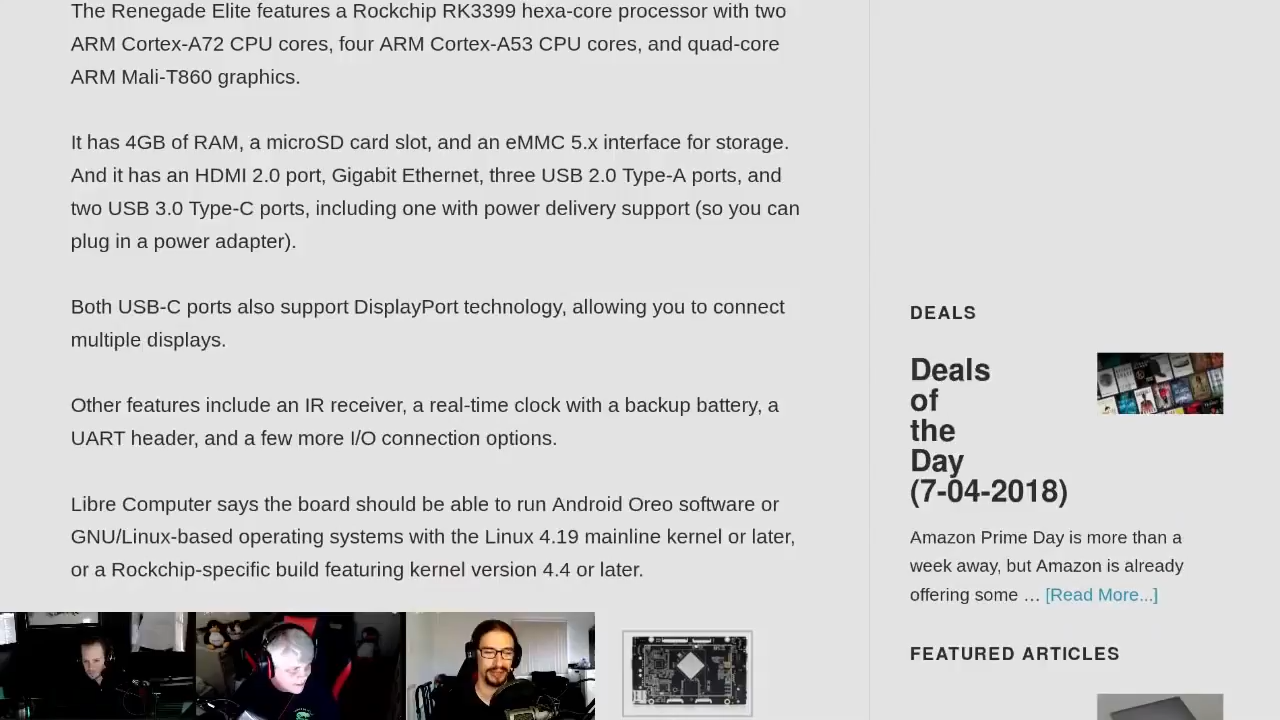 The Renegade Elite features a Rockchip RK3399 hexa-core processor with two
ARM Cortex-A72 CPU cores, four ARM Cortex-A53 CPU cores, and quad-core
ARM Mali-T860 graphics.
It has 4GB of RAM, a microSD card slot, and an eMMC 5.x interface for storage.
And it has an HDMI 2.0 port, Gigabit Ethernet, three USB 2.0 Type-A ports, and
two USB 3.0 Type-C ports, including one with power delivery support (so you can
plug in a power adapter).
Both USB-C ports also support DisplayPort technology, allowing you to connect
multiple displays.
Other features include an IR receiver, a real-time clock with a backup battery, a
UART header, and a few more I/O connection options.
Libre Computer says the board should be able to run Android Oreo software or
GNU/Linux-based operating systems with the Linux 4.19 mainline kernel or later,
or a Rockchip-specific build featuring kernel version 4.4 or later.
DEALS
Deals
of
the
Day
(7-04-2018)
Amazon Prime Day is more than a
week away, but Amazon is already
offering some … [Read More...]
FEATURED ARTICLES